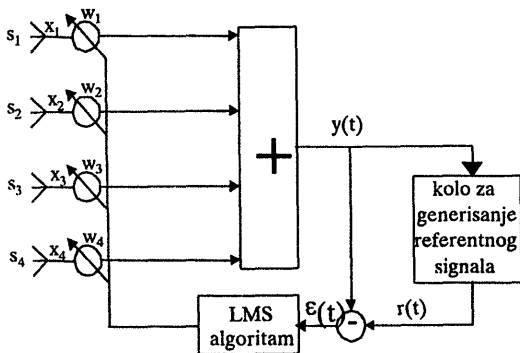 s1 x1 w1
s2 x2 w2
s3 x3 w3
s4 x4 w4
+
y(t)
kolo za
generisanje
referentnog
signala
r(t)
-
ε(t)
LMS
algoritam